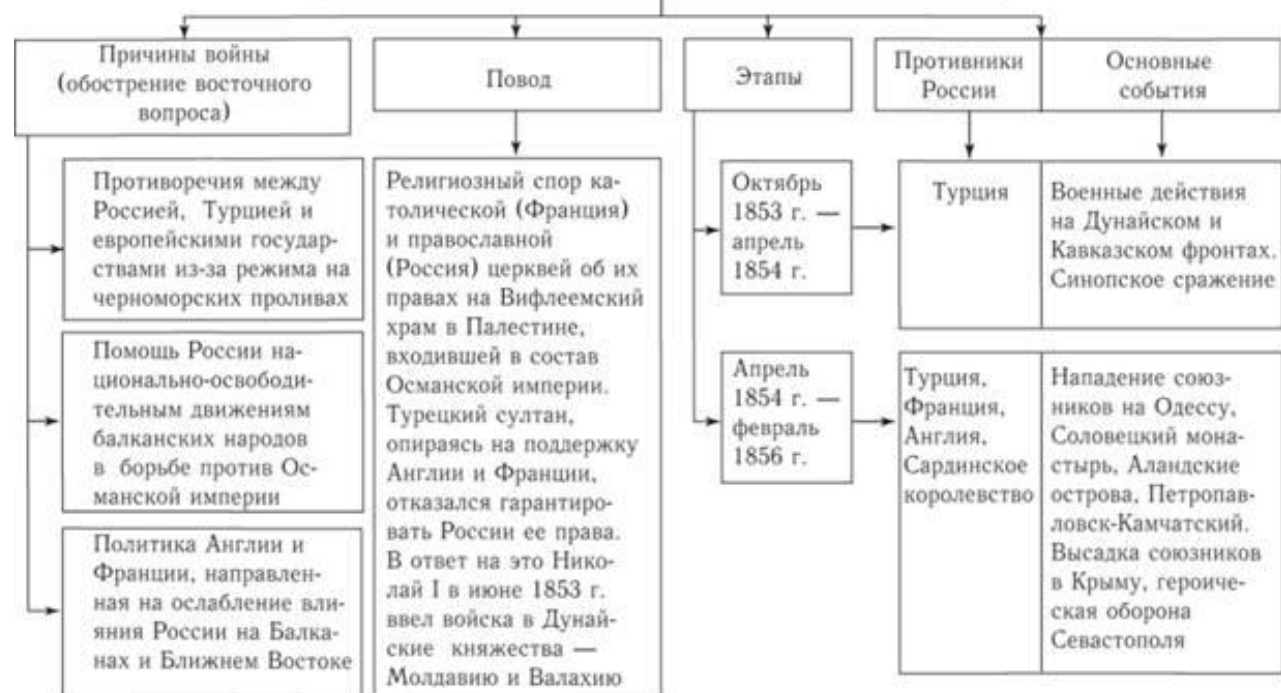 Причины войны
(обострение восточного
вопроса)
Повод
Этапы
Противники
России
Основные
события
Противоречия между
Россией, Турцией и
европейскими государ-
ствами из-за режима на
черноморских проливах
Помощь России на-
ционально-освободи-
тельным движениям
балканских народов
в борьбе против Ос-
манской империи
Политика Англии и
Франции, направлен-
ная на ослабление вли-
яния России на Балка-
нах и Ближнем Востоке
Религиозный спор ка-
толической (Франция)
и православной
(Россия) церквей об их
правах на Вифлеемский
храм в Палестине,
входившей в состав
Османской империи.
Турецкий султан,
опираясь на поддержку
Англии и Франции,
отказался гарантиро-
вать России ее права.
В ответ на это Нико-
лай I в июне 1853 г.
ввел войска в Дунай-
ские княжества —
Молдавию и Валахию
Октябрь
1853 г. —
апрель
1854 г.
Турция
Военные действия
на Дунайском и
Кавказском фронтах.
Синопское сражение
Апрель
1854 г. —
февраль
1856 г.
Турция,
Франция,
Англия,
Сардинское
королевство
Нападение союз-
ников на Одессу,
Соловецкий мона-
стырь, Аландские
острова, Петропав-
ловск-Камчатский.
Высадка союзников
в Крыму, героиче-
ская оборона
Севастополя